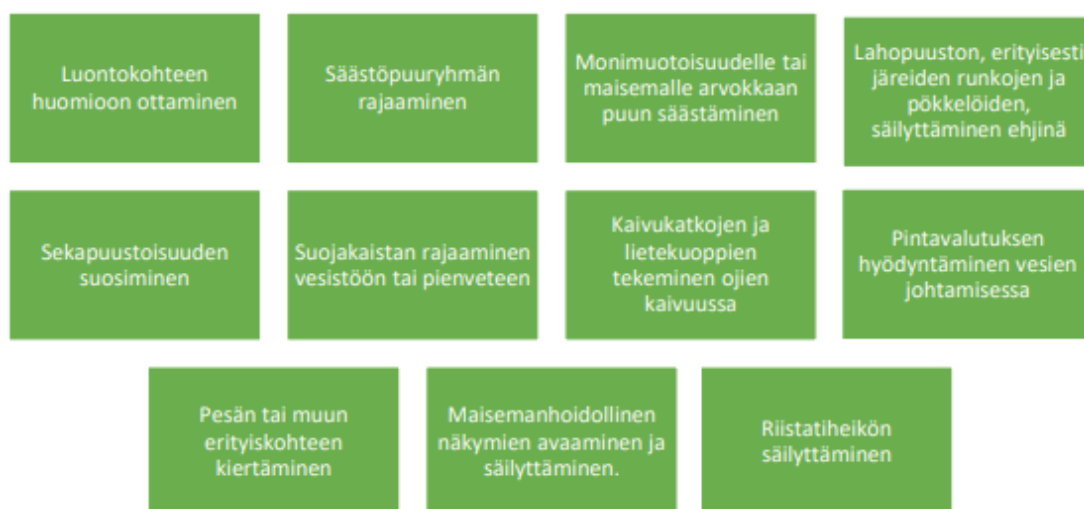 Luontokohteen
huomioon ottaminen
Säästöpuuryhmän
rajaaminen
Monimuotoisuudelle tai
maisemalle arvokkaan
puun säästäminen
Lahopuuston, erityisesti
järeiden runkojen ja
pökkelöiden,
säilyttäminen ehjinä
Sekapuustoisuuden
suosiminen
Suojakaistan rajaaminen
vesistöön tai pienveteen
Kaivukatkojen ja
lietekuoppien
tekeminen ojien
kaivuussa
Pintavalutuksen
hyödyntäminen vesien
johtamisessa
Pesän tai muun
erityiskohteen
kiertäminen
Maisemanhoidollinen
näkymien avaaminen ja
säilyttäminen.
Riistatiheikön
säilyttäminen